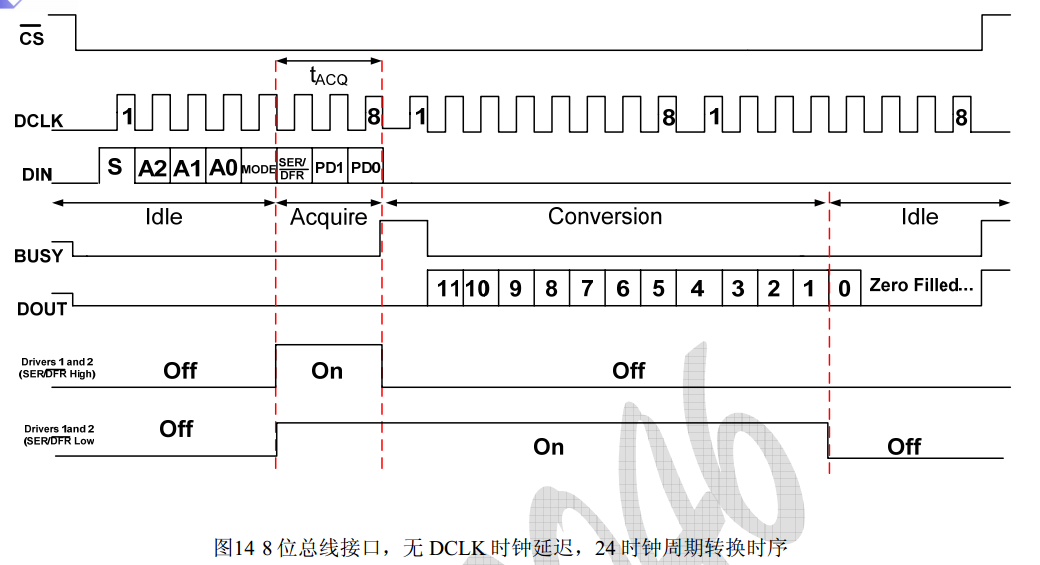 CS
tACQ
DCLK 1 8 1 8 1 8
DIN S A2 A1 A0 MODE SER/DFR PD1 PD0
Idle Acquire Conversion Idle
BUSY
DOUT 11 10 9 8 7 6 5 4 3 2 1 0 Zero Filled...
Drivers 1 and 2
(SER/DFR High)
Off On Off
Drivers 1and 2
(SER/DFR Low
Off On Off
图14 8 位总线接口，无 DCLK 时钟延迟，24 时钟周期转换时序